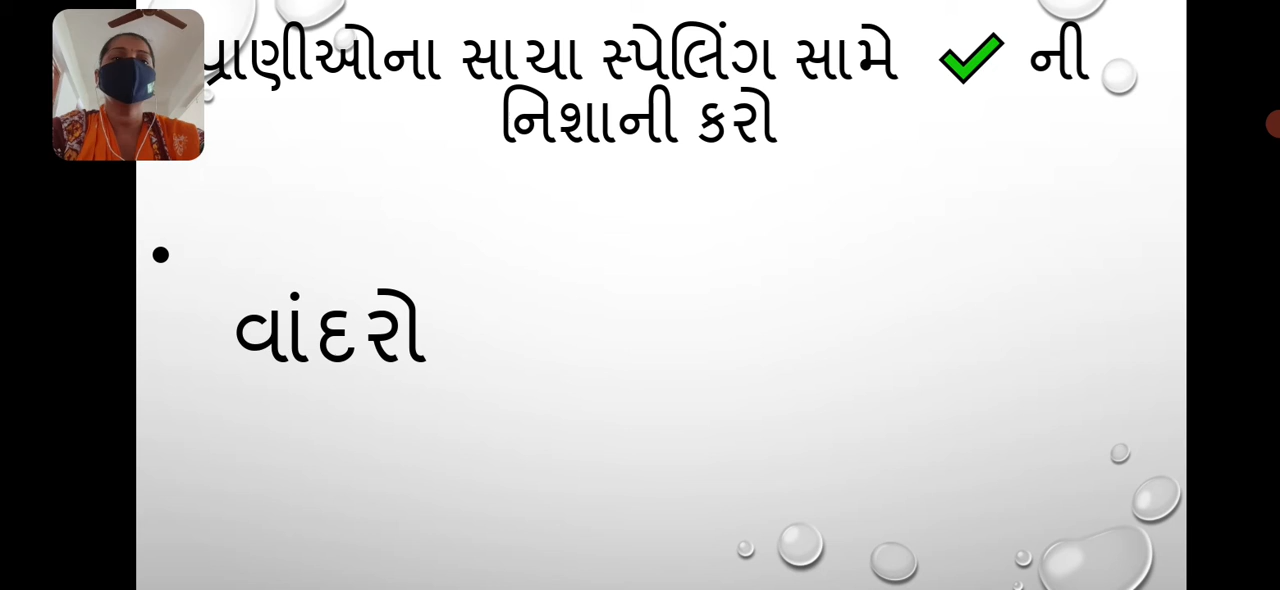 પ્રાણીઓના સાચા સ્પેલિંગ સામે ✔ ની
નિશાની કરો
વાંદરો